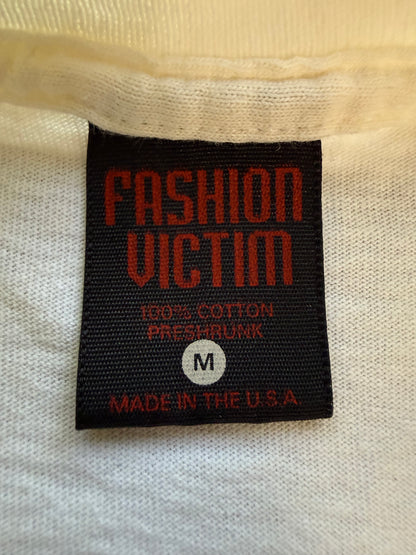 FASHION
VICTIM
100% COTTON
PRESHRUNK
M
MADE IN THE U.S.A.